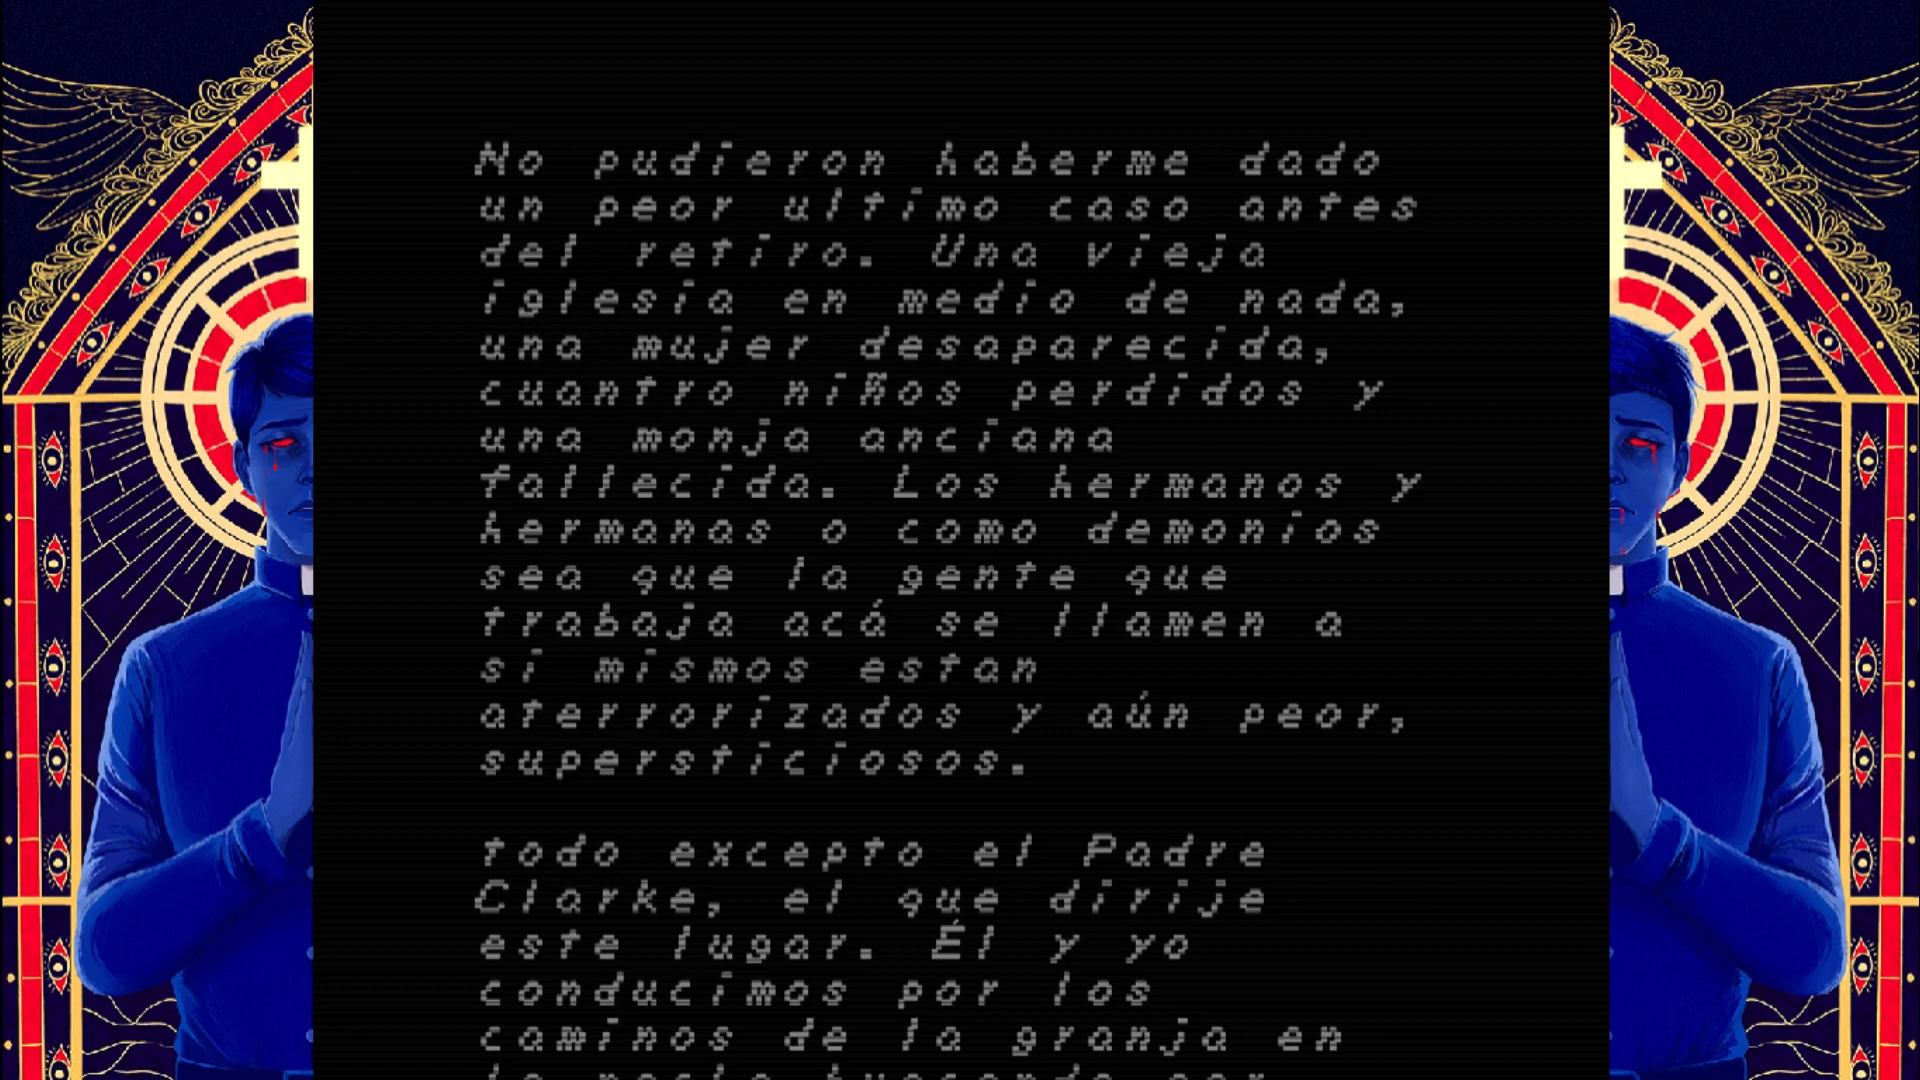 No pudieron haberme dado
un peor ultimo caso antes
del retiro. Una vieja
iglesia en medio de nada,
una mujer desaparecida,
cuantro niños perdidos y
una monja anciana
fallecida. Los hermanos y
hermanas o como demonios
sea que la gente que
trabaja acá se llamen a
si mismos estan
aterrorizados y aún peor,
supersticiosos.
todo excepto el Padre
Clarke, el que dirije
este lugar. Él y yo
conducimos por los
caminos de la granja en